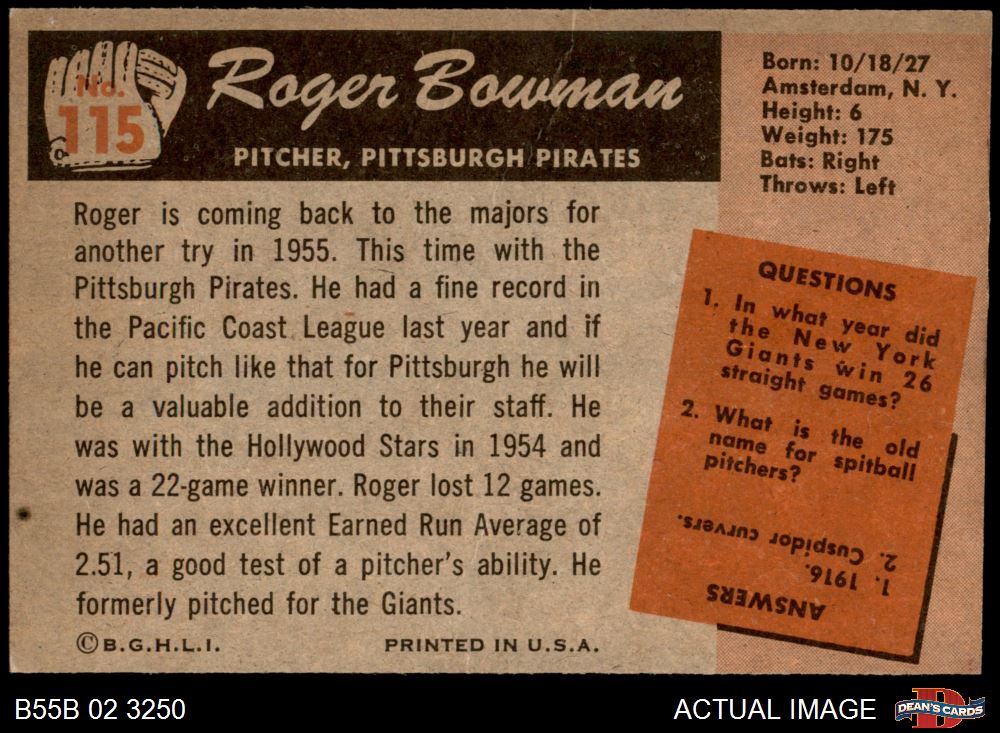 No.
115
Roger Bowman
PITCHER, PITTSBURGH PIRATES
Born: 10/18/27
Amsterdam, N. Y.
Height: 6
Weight: 175
Bats: Right
Throws: Left
Roger is coming back to the majors for
another try in 1955. This time with the
Pittsburgh Pirates. He had a fine record in
the Pacific Coast League last year and if
he can pitch like that for Pittsburgh he will
be a valuable addition to their staff. He
was with the Hollywood Stars in 1954 and
was a 22-game winner. Roger lost 12 games.
He had an excellent Earned Run Average of
2.51, a good test of a pitcher's ability. He
formerly pitched for the Giants.
©B.G.H.L.I.
PRINTED IN U.S.A.
QUESTIONS
1. In what year did
the New York
Giants win 26
straight games?
2. What is the old
name for spitball
pitchers?
ANSWERS
1. 1916.
2. Cuspidor curvers.
B55B 02 3250
ACTUAL IMAGE
D
DEAN'S CARDS